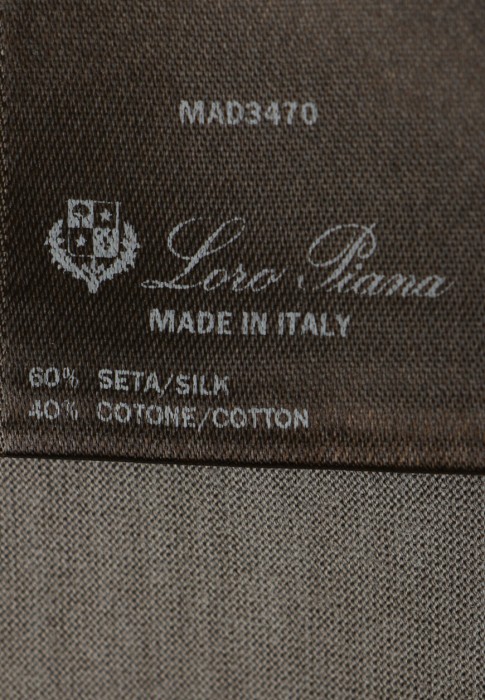 MAD3470
Loro Piana
MADE IN ITALY
60% SETA/SILK
40% COTONE/COTTON